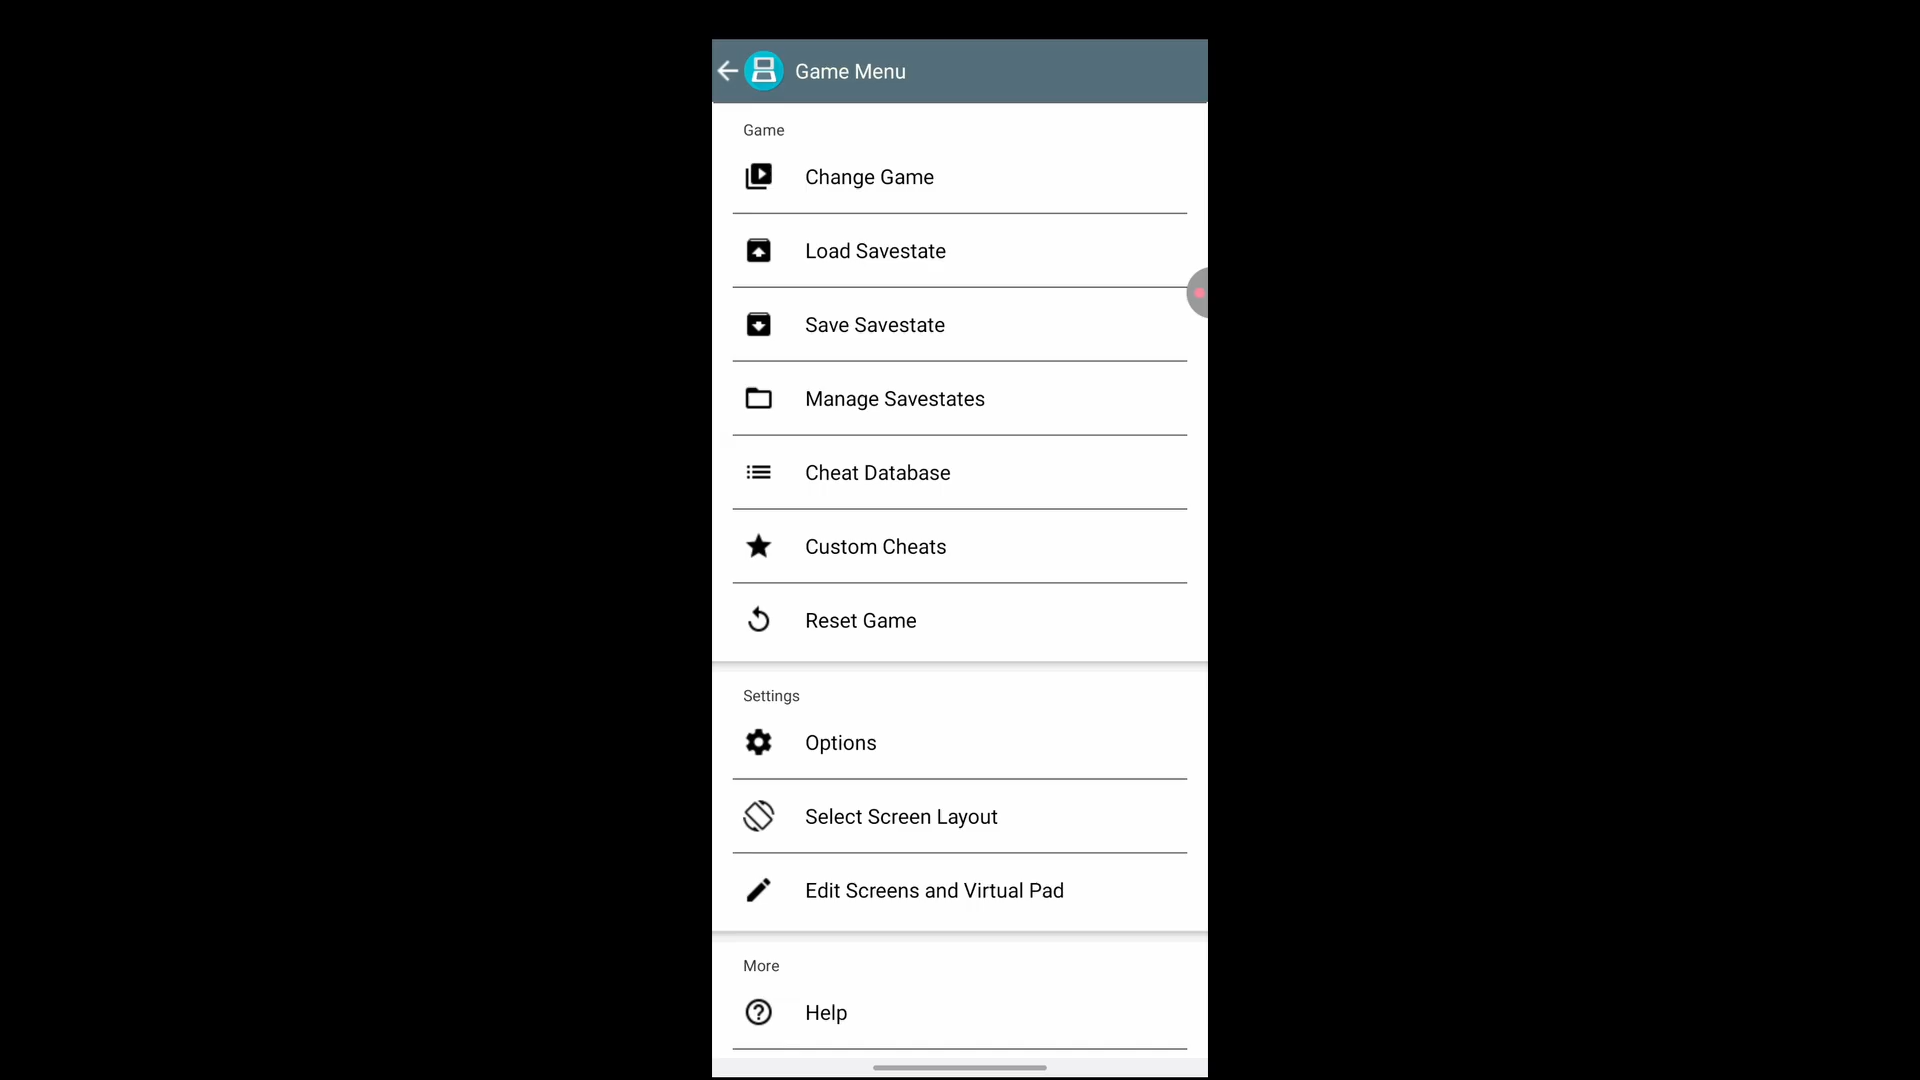 Game Menu
Game
Change Game
Load Savestate
Save Savestate
Manage Savestates
Cheat Database
Custom Cheats
Reset Game
Settings
Options
Select Screen Layout
Edit Screens and Virtual Pad
More
Help